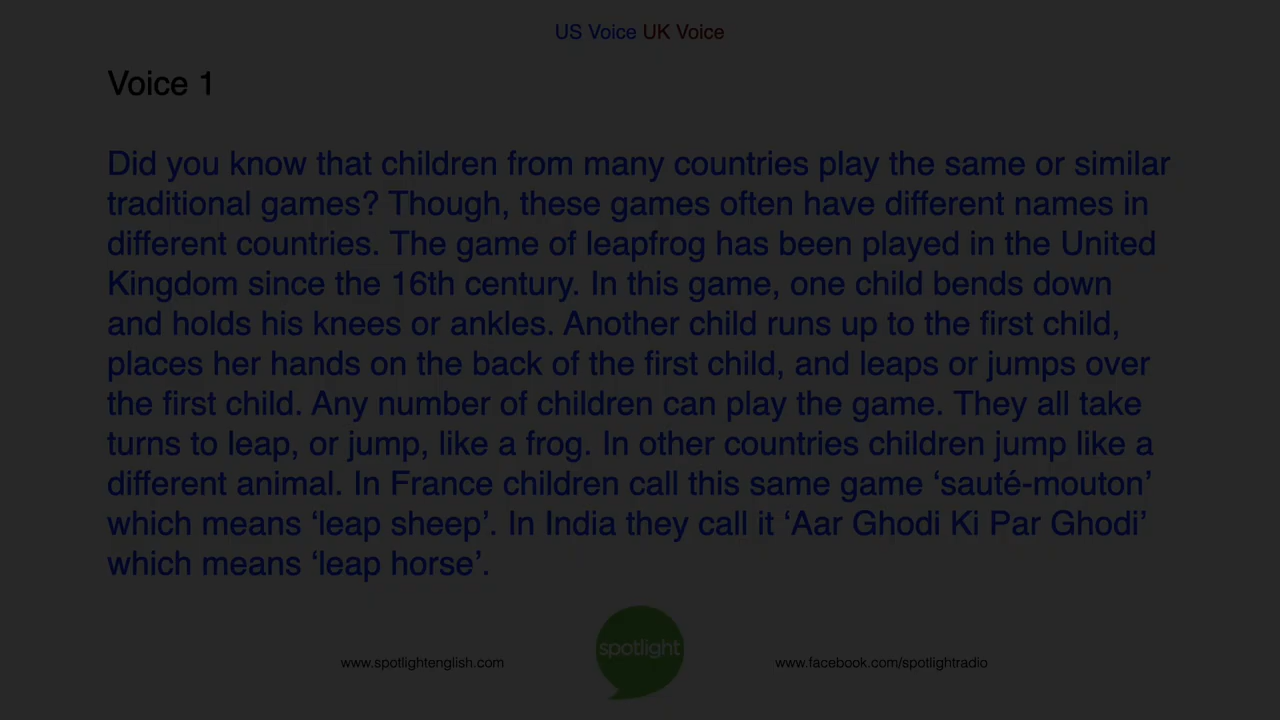 US Voice UK Voice
Voice 1
Did you know that children from many countries play the same or similar
traditional games? Though, these games often have different names in
different countries. The game of leapfrog has been played in the United
Kingdom since the 16th century. In this game, one child bends down
and holds his knees or ankles. Another child runs up to the first child,
places her hands on the back of the first child, and leaps or jumps over
the first child. Any number of children can play the game. They all take
turns to leap, or jump, like a frog. In other countries children jump like a
different animal. In France children call this same game ‘sauté-mouton’
which means ‘leap sheep’. In India they call it ‘Aar Ghodi Ki Par Ghodi’
which means ‘leap horse’.
spotlight
www.spotlightenglish.com
www.facebook.com/spotlightradio